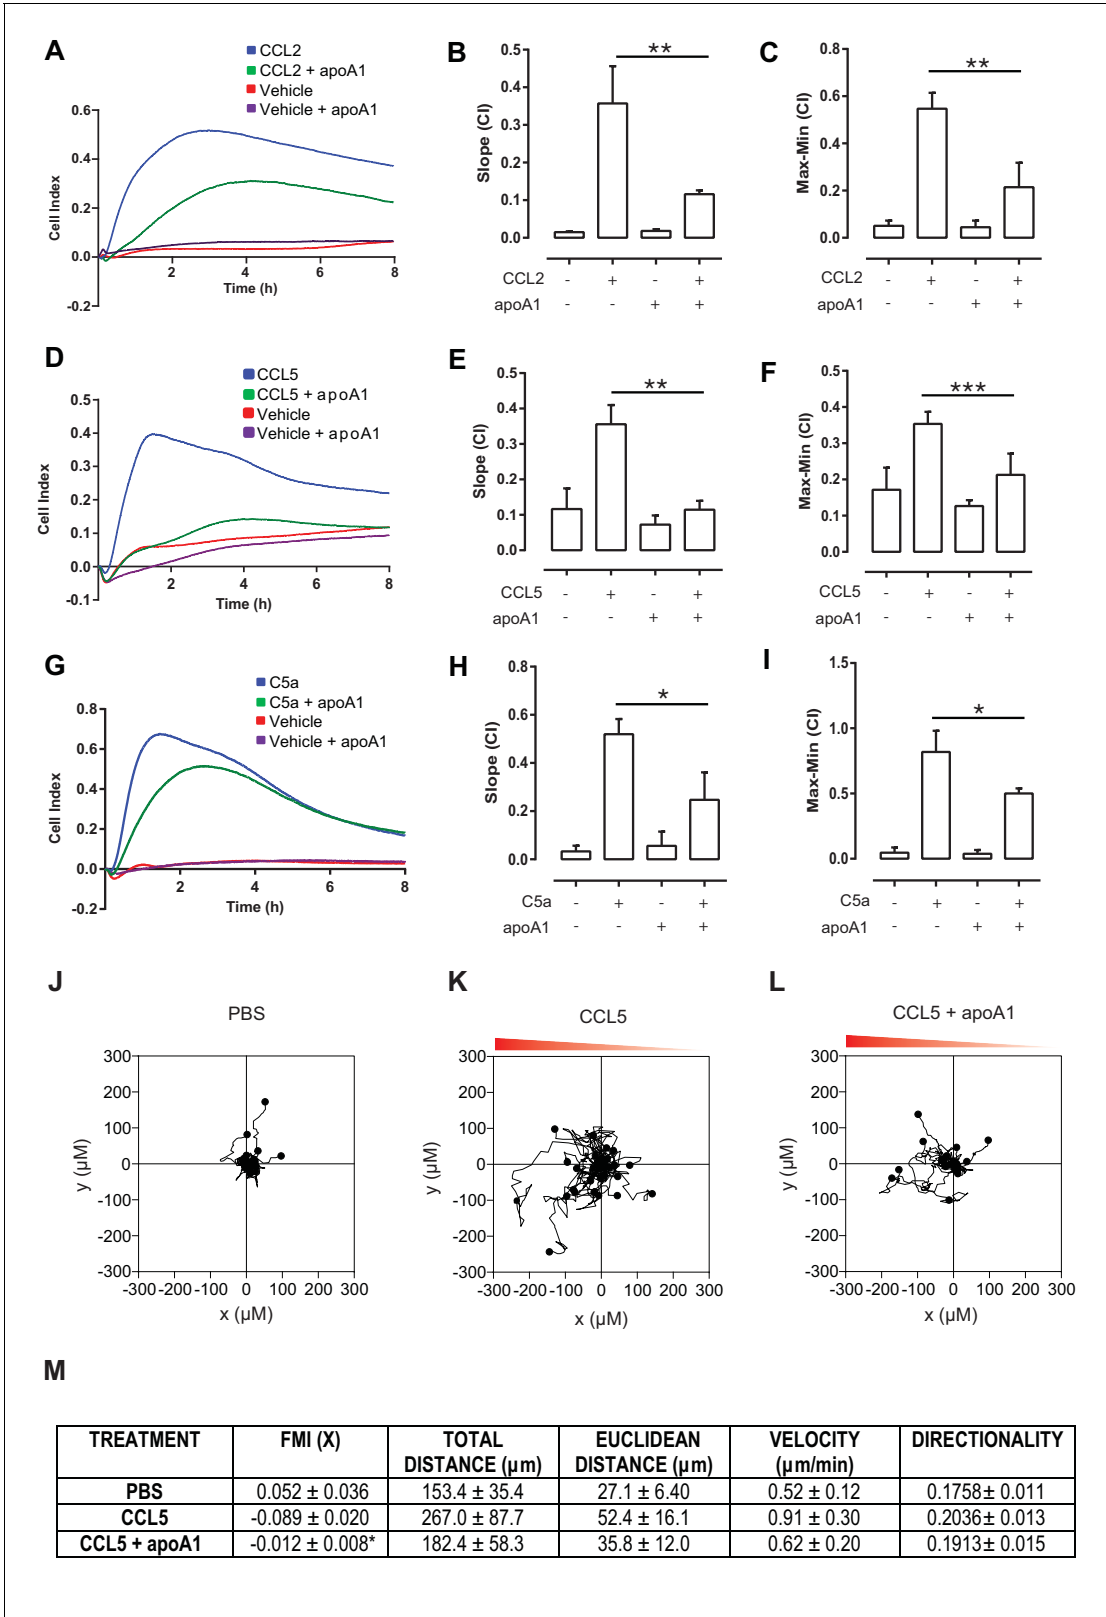 A
CCL2
CCL2 + apoA1
Vehicle
Vehicle + apoA1
Cell Index
0.6
0.4
0.2
0.0
-0.2
2 4 6 8
Time (h)
B
Slope (CI)
0.5
0.4
0.3
0.2
0.1
0.0
**
CCL2 - + - +
apoA1 - - + +
C
Max-Min (CI)
0.8
0.6
0.4
0.2
0.0
**
CCL2 - + - +
apoA1 - - + +
D
CCL5
CCL5 + apoA1
Vehicle
Vehicle + apoA1
Cell Index
0.5
0.4
0.3
0.2
0.1
0.0
-0.1
2 4 6 8
Time (h)
E
Slope (CI)
0.5
0.4
0.3
0.2
0.1
0.0
**
CCL5 - + - +
apoA1 - - + +
F
Max-Min (CI)
0.5
0.4
0.3
0.2
0.1
0.0
***
CCL5 - + - +
apoA1 - - + +
G
C5a
C5a + apoA1
Vehicle
Vehicle + apoA1
Cell Index
0.8
0.6
0.4
0.2
0.0
-0.2
2 4 6 8
Time (h)
H
Slope (CI)
0.8
0.6
0.4
0.2
0.0
*
C5a - + - +
apoA1 - - + +
I
Max-Min (CI)
1.5
1.0
0.5
0.0
*
C5a - + - +
apoA1 - - + +
J
PBS
y (µM)
300
200
100
0
-100
-200
-300
-300 -200 -100 0 100 200 300
x (µM)
K
CCL5
y (µM)
300
200
100
0
-100
-200
-300
-300 -200 -100 0 100 200 300
x (µM)
L
CCL5 + apoA1
y (µM)
300
200
100
0
-100
-200
-300
-300 -200 -100 0 100 200 300
x (µM)
M
TREATMENT FMI (X) TOTAL DISTANCE (µm) EUCLIDEAN DISTANCE (µm) VELOCITY (µm/min) DIRECTIONALITY
PBS 0.052 ± 0.036 153.4 ± 35.4 27.1 ± 6.40 0.52 ± 0.12 0.1758± 0.011
CCL5 -0.089 ± 0.020 267.0 ± 87.7 52.4 ± 16.1 0.91 ± 0.30 0.2036± 0.013
CCL5 + apoA1 -0.012 ± 0.008* 182.4 ± 58.3 35.8 ± 12.0 0.62 ± 0.20 0.1913± 0.015